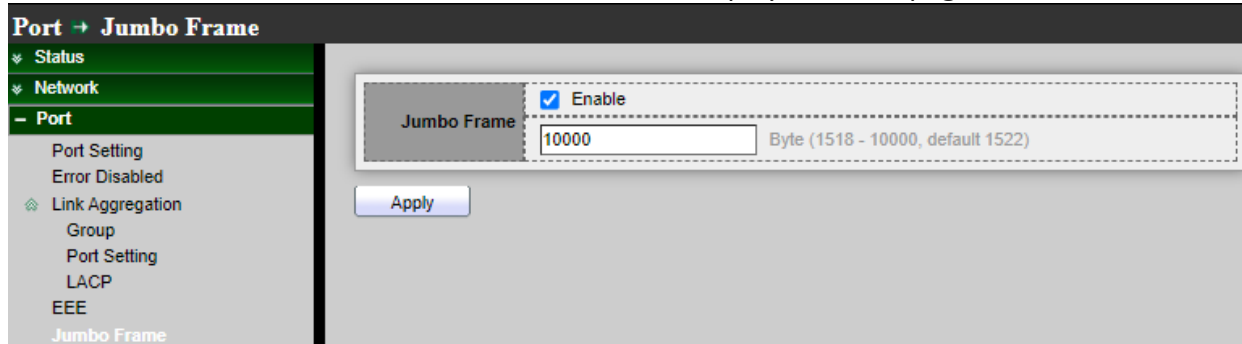 Port → Jumbo Frame
Status
Network
Port
Port Setting
Error Disabled
Link Aggregation
Group
Port Setting
LACP
EEE
Jumbo Frame
Jumbo Frame
Enable
10000 Byte (1518 - 10000, default 1522)
Apply